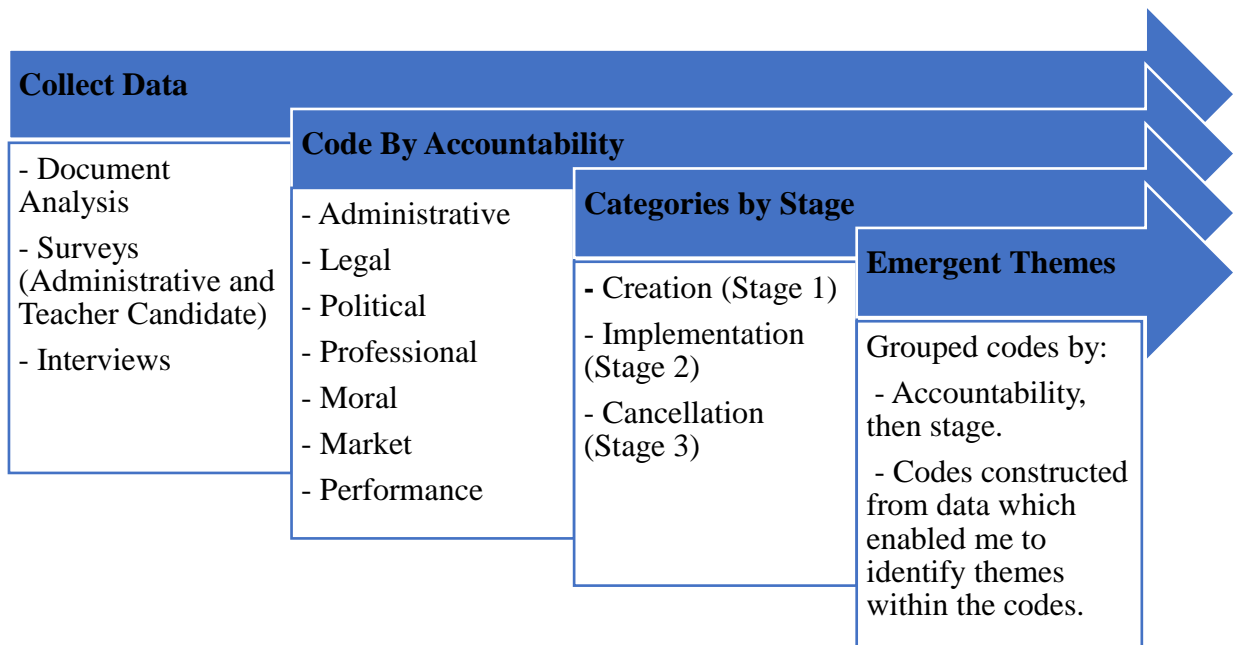 Collect Data
- Document
Analysis
- Surveys
(Administrative and
Teacher Candidate)
- Interviews
Code By Accountability
- Administrative
- Legal
- Political
- Professional
- Moral
- Market
- Performance
Categories by Stage
- Creation (Stage 1)
- Implementation
(Stage 2)
- Cancellation
(Stage 3)
Emergent Themes
Grouped codes by:
- Accountability,
then stage.
- Codes constructed
from data which
enabled me to
identify themes
within the codes.